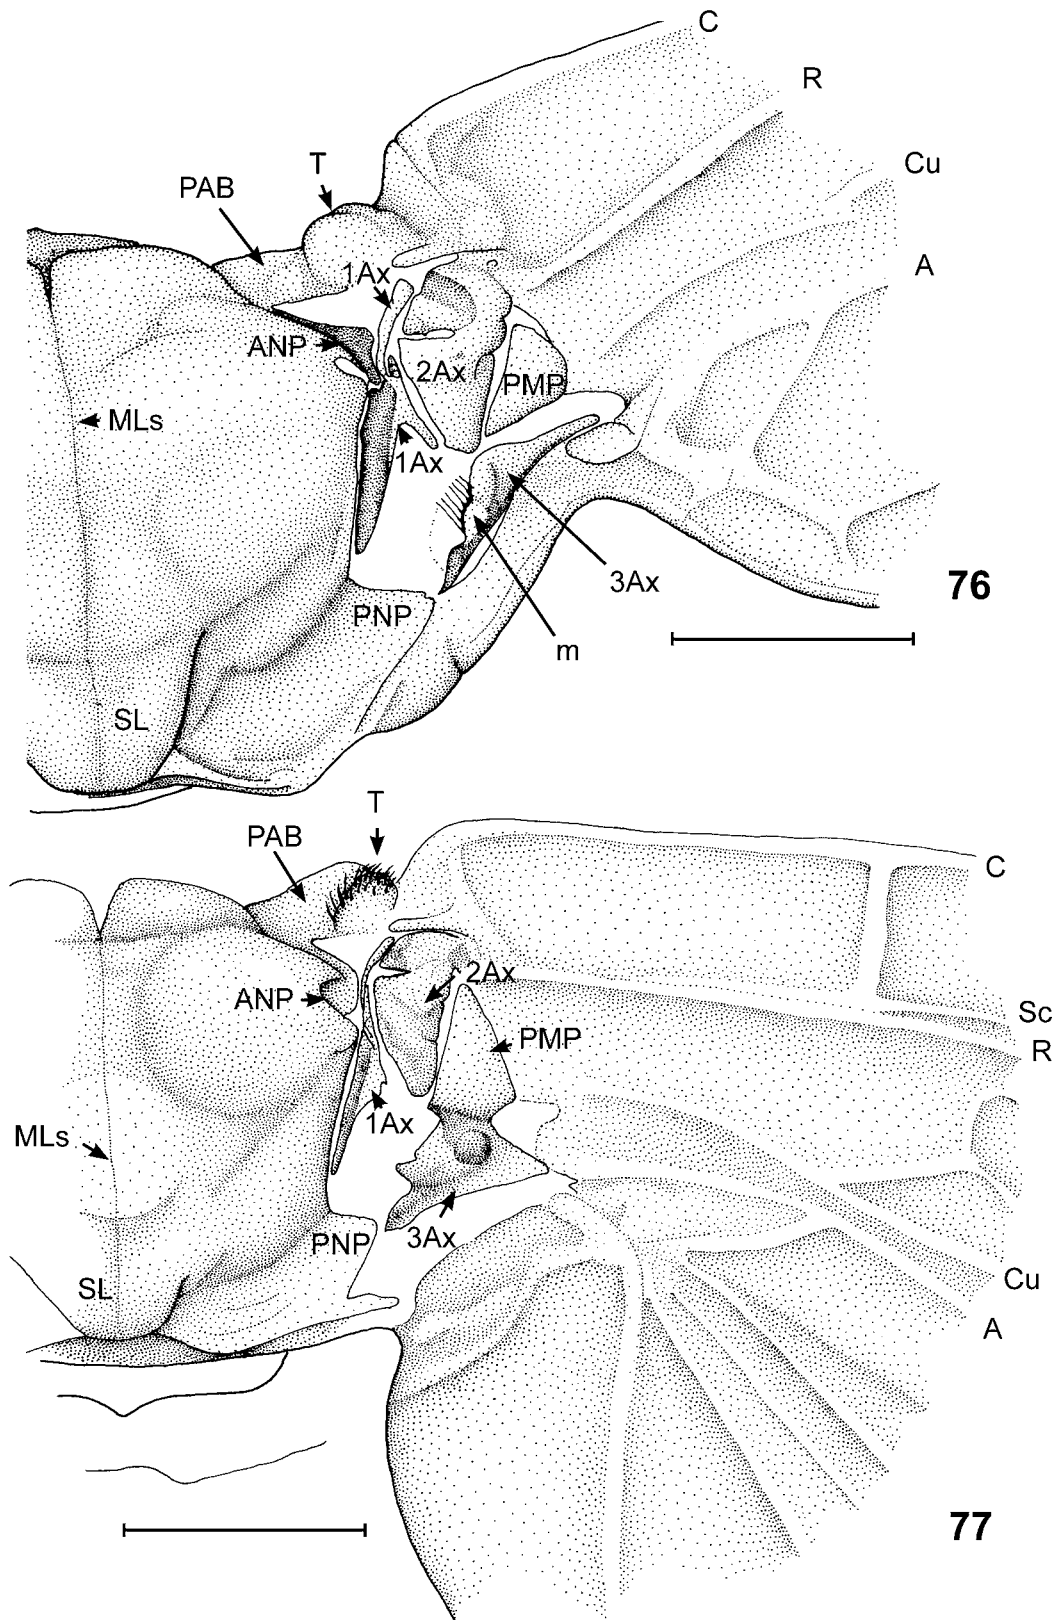 C
R
T
PAB
Cu
A
1Ax
ANP
2Ax
PMP
MLs
1Ax
3Ax
76
PNP
m
SL
T
PAB
C
2Ax
ANP
Sc
PMP
R
1Ax
MLs
3Ax
PNP
SL
Cu
A
77